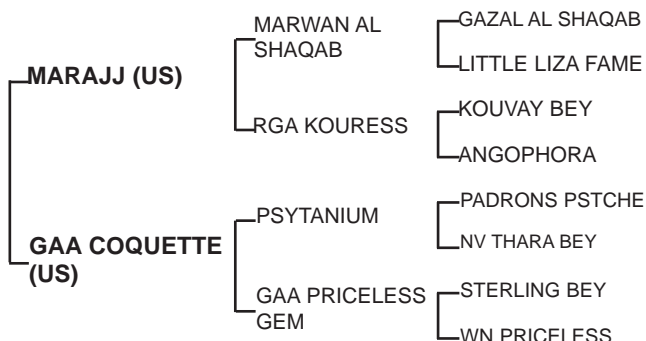 MARAJJ (US)
MARWAN AL
SHAQAB
GAZAL AL SHAQAB
LITTLE LIZA FAME
RGA KOURESS
KOUVAY BEY
ANGOPHORA
GAA COQUETTE
(US)
PSYTANIUM
PADRONS PSTCHE
NV THARA BEY
GAA PRICELESS
GEM
STERLING BEY
WN PRICELESS